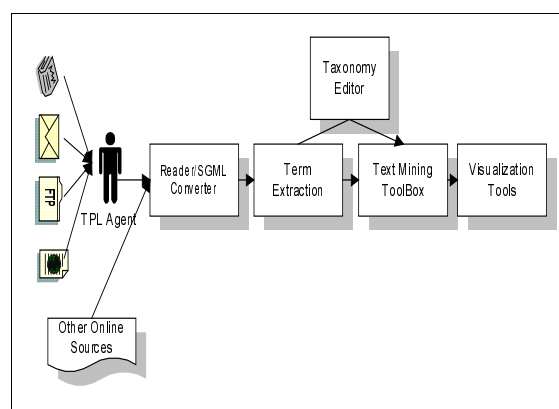 Taxonomy
Editor
FTP
TPL Agent
Reader/SGML
Converter
Term
Extraction
Text Mining
ToolBox
Visualization
Tools
Other Online
Sources